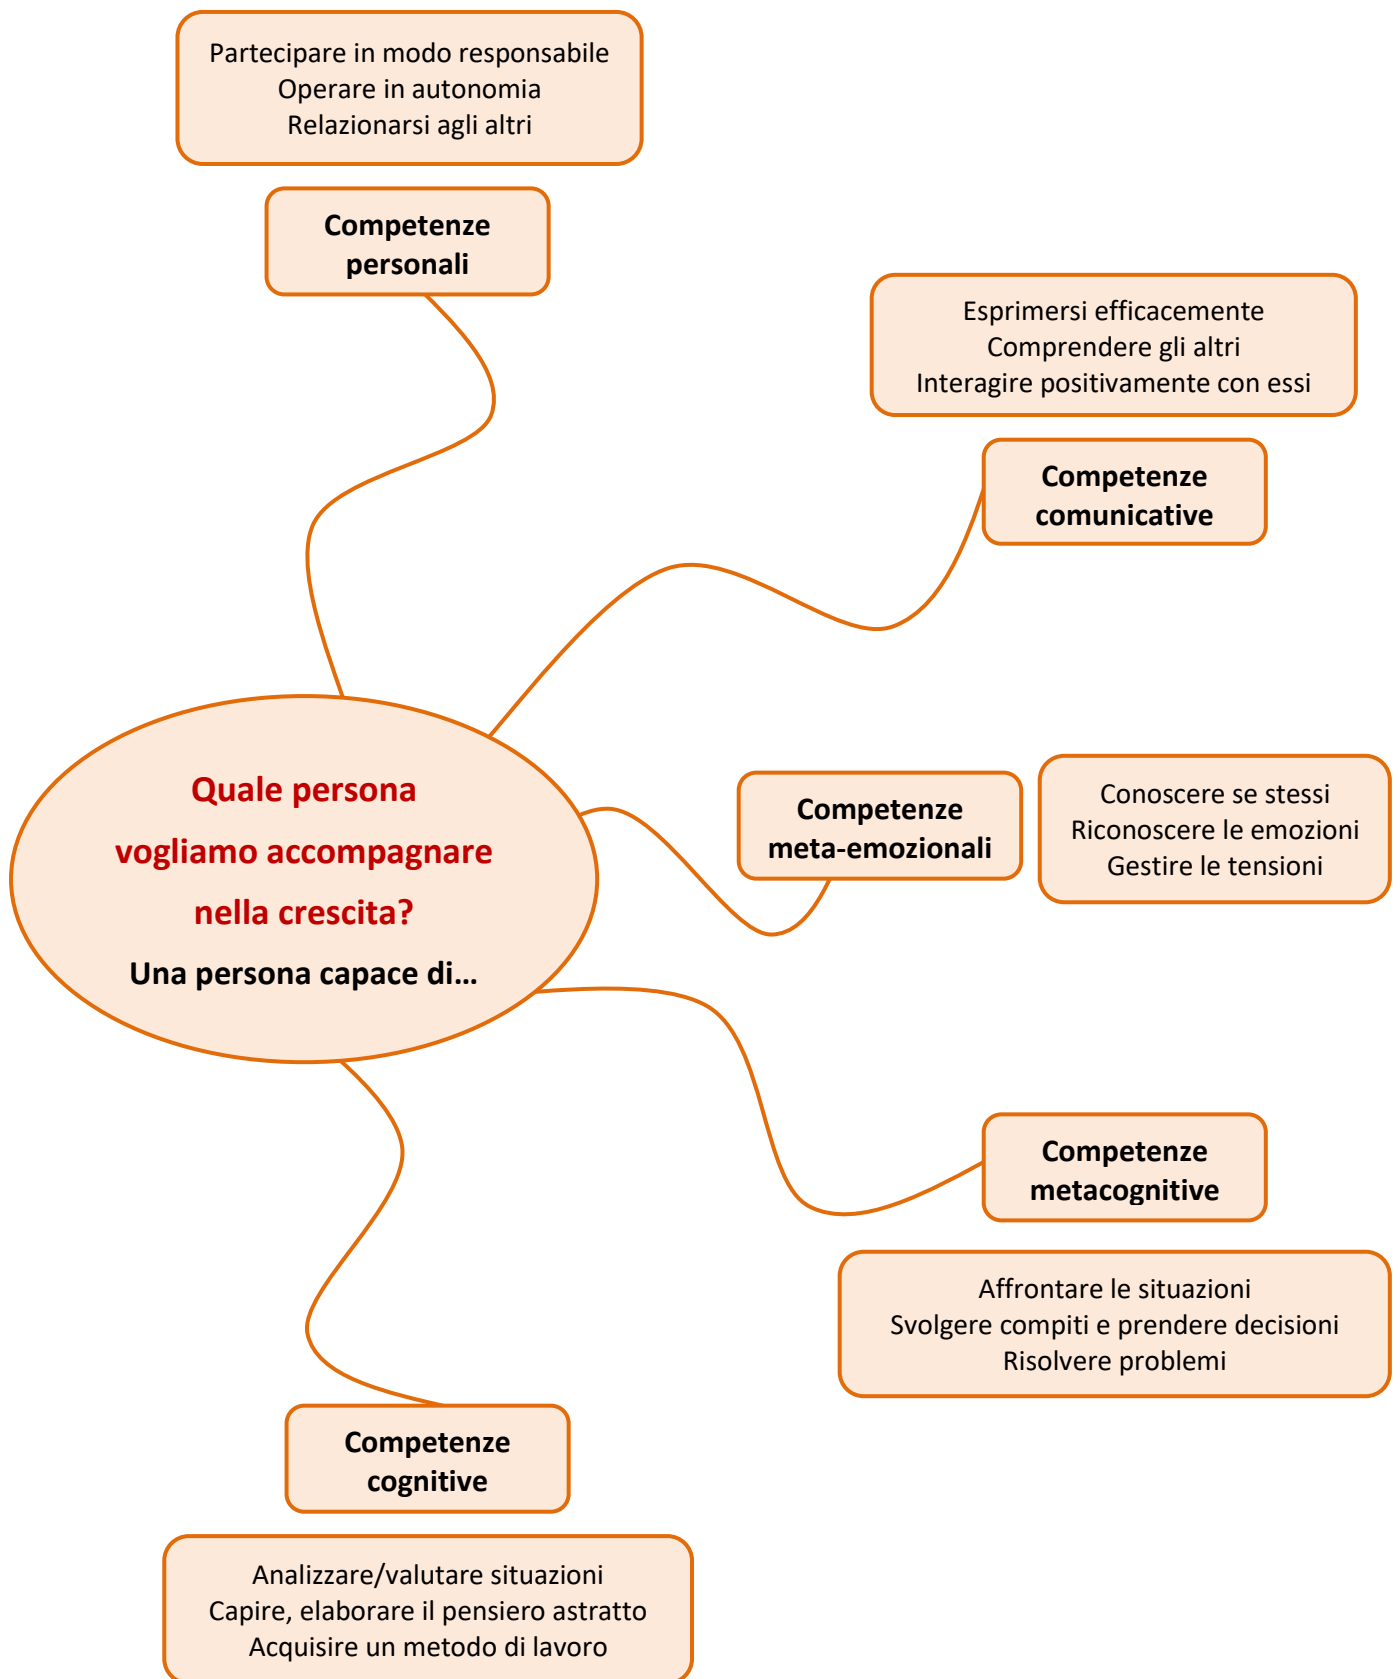 Partecipare in modo responsabile
Operare in autonomia
Relazionarsi agli altri
Competenze
personali
Esprimersi efficacemente
Comprendere gli altri
Interagire positivamente con essi
Competenze
comunicative
Quale persona
vogliamo accompagnare
nella crescita?
Una persona capace di…
Competenze
meta-emozionali
Conoscere se stessi
Riconoscere le emozioni
Gestire le tensioni
Competenze
metacognitive
Affrontare le situazioni
Svolgere compiti e prendere decisioni
Risolvere problemi
Competenze
cognitive
Analizzare/valutare situazioni
Capire, elaborare il pensiero astratto
Acquisire un metodo di lavoro